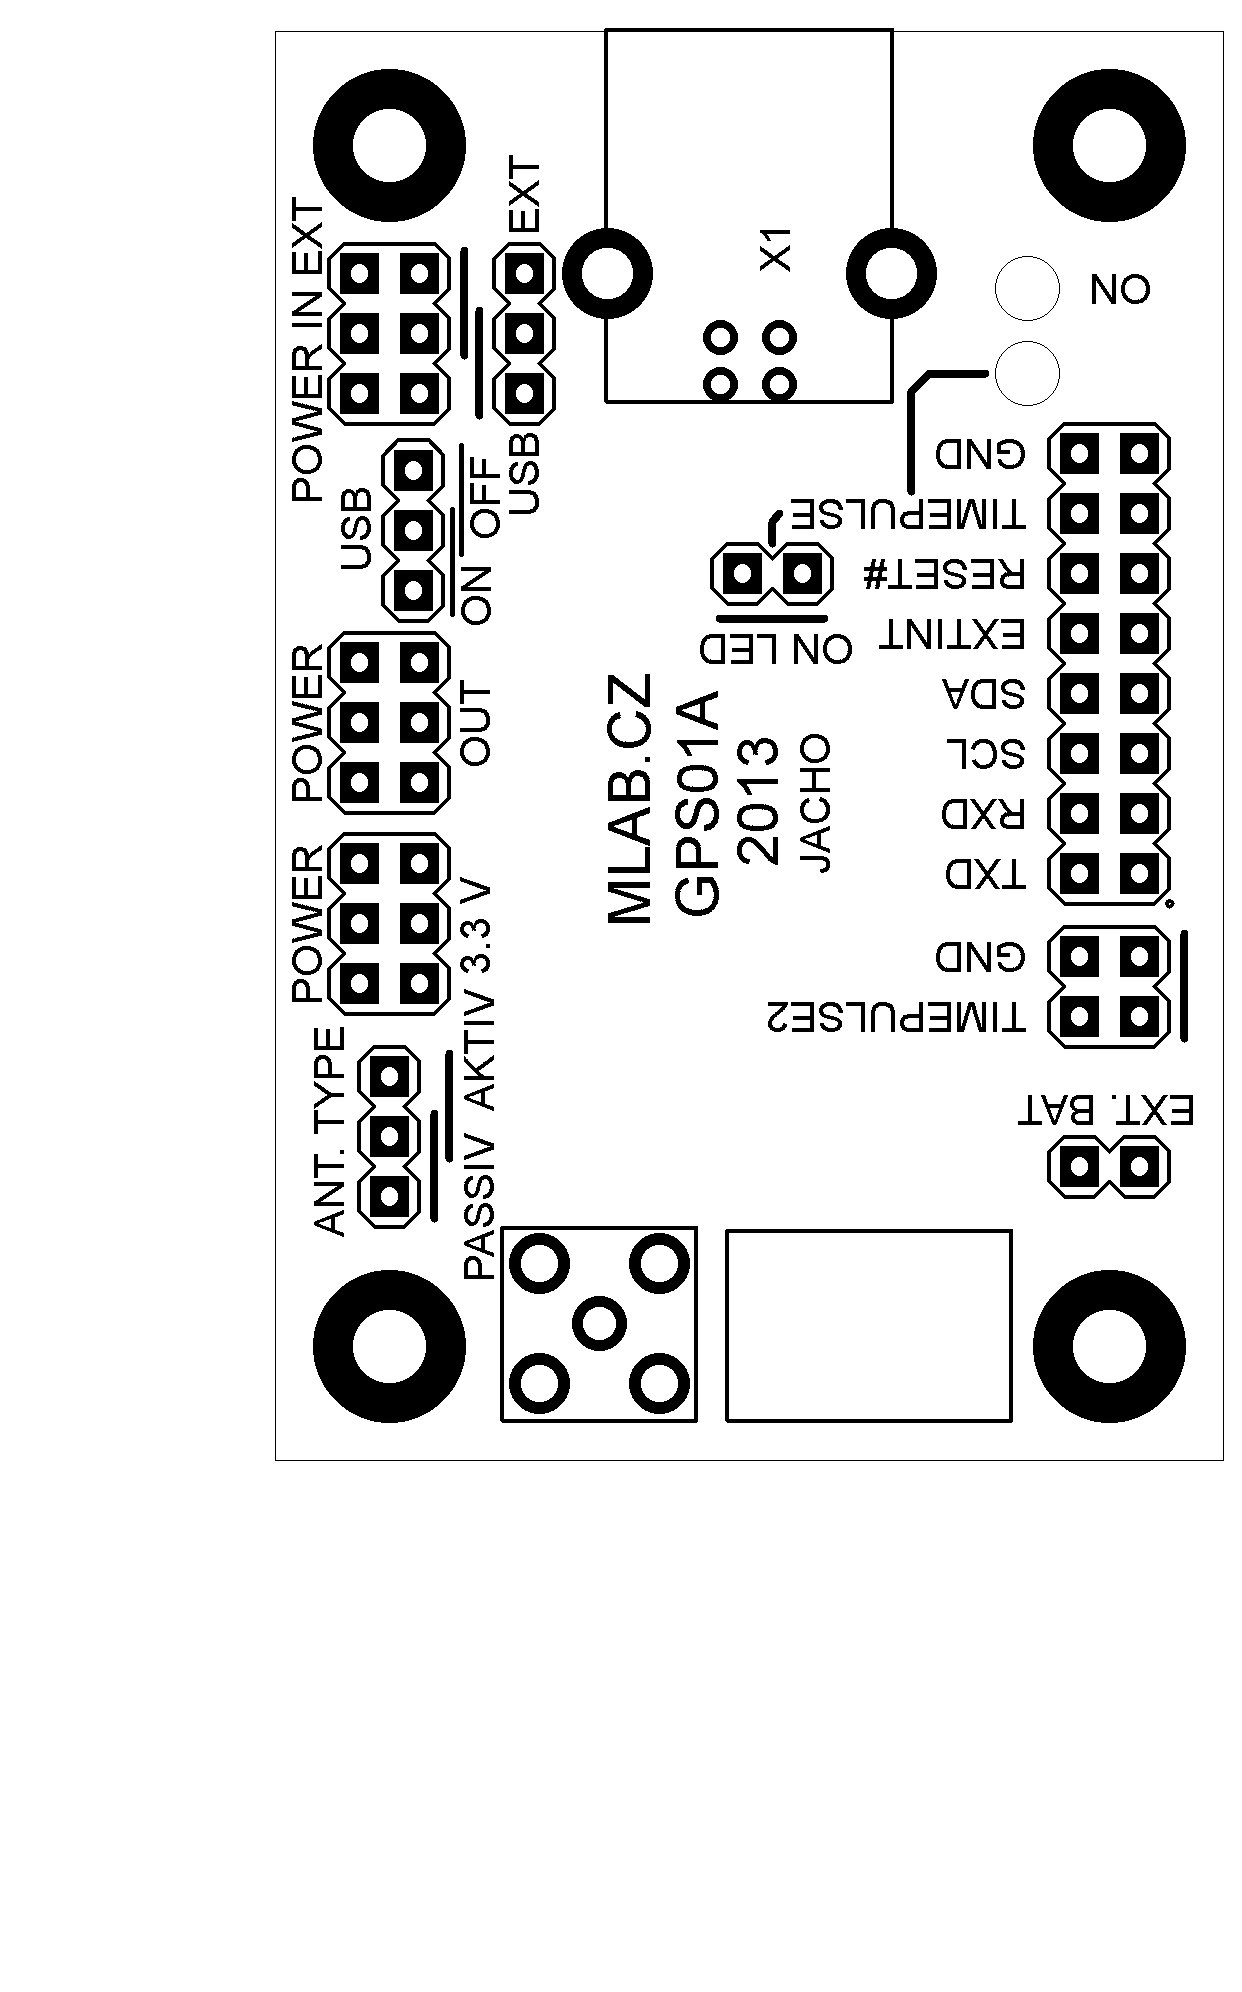 POWER IN EXT
EXT
USB
USB
OFF
ON
POWER
OUT
POWER
3.3 V
ANT. TYPE
PASSIV AKTIV
X1
ON
MLAB.CZ
GPS01A
2013
JACHO
ON LED
GND
TIMEPULSE
RESET#
EXTINT
SDA
SCL
RXD
TXD
GND
TIMEPULSE2
EXT. BAT